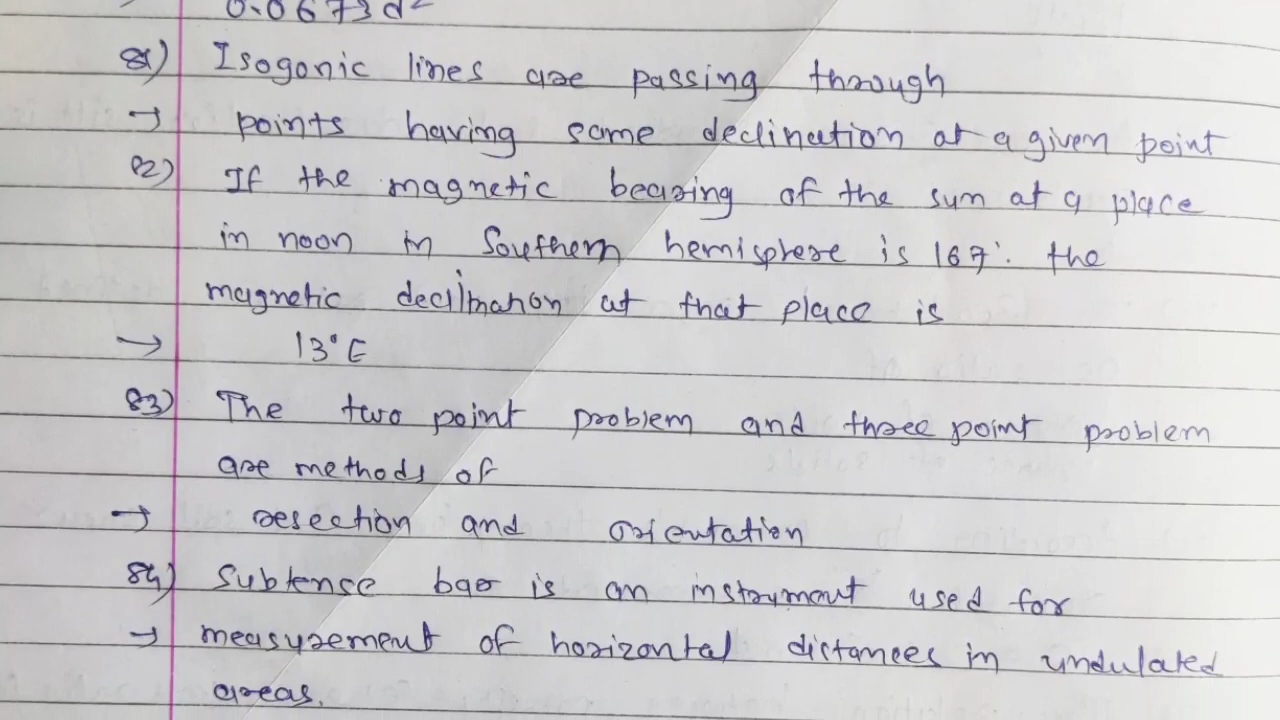 0.0673d²
81) Isogonic lines are passing through
→ points having same declination at a given point
82) If the magnetic bearing of the sun at a place
in noon in Southern hemisphere is 167°. the
magnetic declination at that place is
→ 13°E
83) The two point problem and three point problem
are methods of
→ resection and orientation
84) Subtense bar is an instrument used for
→ measurement of horizontal distances in undulated
areas.